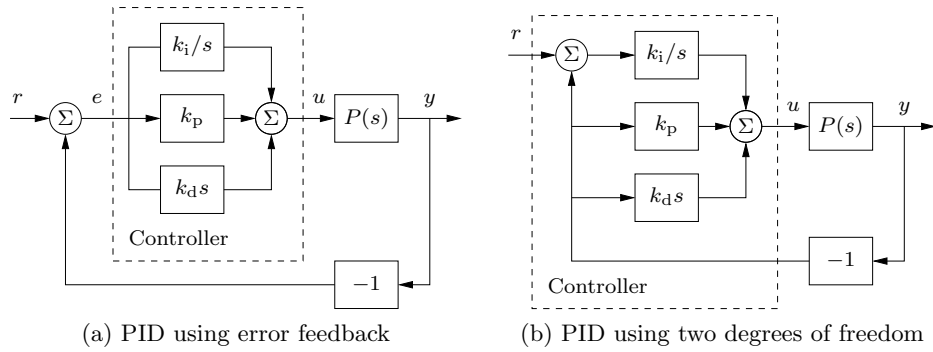 k_i/s
r
Σ
e
k_p
Σ
u
P(s)
y
k_d s
Controller
−1
(a) PID using error feedback
r
Σ
k_i/s
k_p
Σ
u
P(s)
y
k_d s
−1
Controller
(b) PID using two degrees of freedom